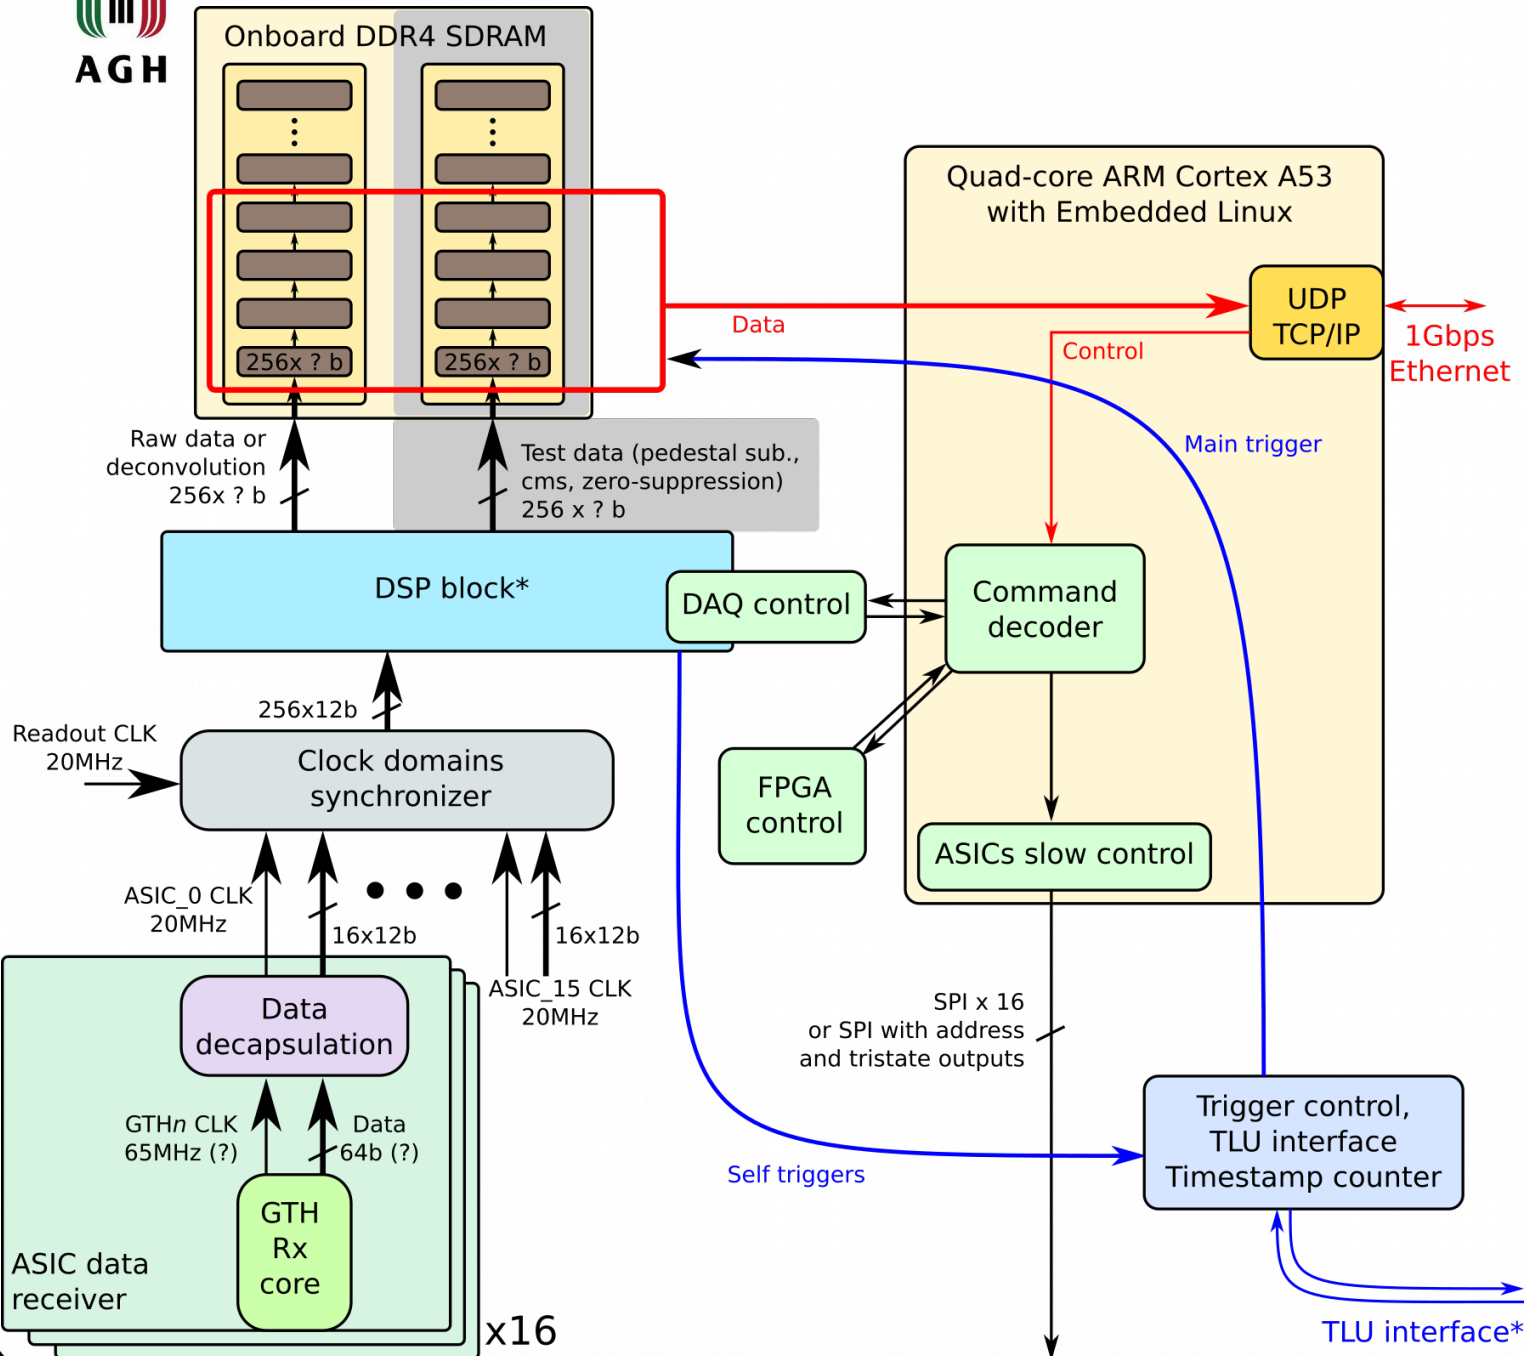 AGH
Onboard DDR4 SDRAM
256x ? b
256x ? b
Quad-core ARM Cortex A53
with Embedded Linux
UDP
TCP/IP
1Gbps
Ethernet
Data
Control
Main trigger
Raw data or
deconvolution
256x ? b
Test data (pedestal sub.,
cms, zero-suppression)
256 x ? b
DSP block*
DAQ control
Command
decoder
256x12b
Readout CLK
20MHz
Clock domains
synchronizer
FPGA
control
ASICs slow control
ASIC_0 CLK
20MHz
16x12b
16x12b
ASIC_15 CLK
20MHz
Data
decapsulation
SPI x 16
or SPI with address
and tristate outputs
GTHn CLK
65MHz (?)
Data
64b (?)
Self triggers
Trigger control,
TLU interface
Timestamp counter
GTH
Rx
core
ASIC data
receiver
x16
TLU interface*